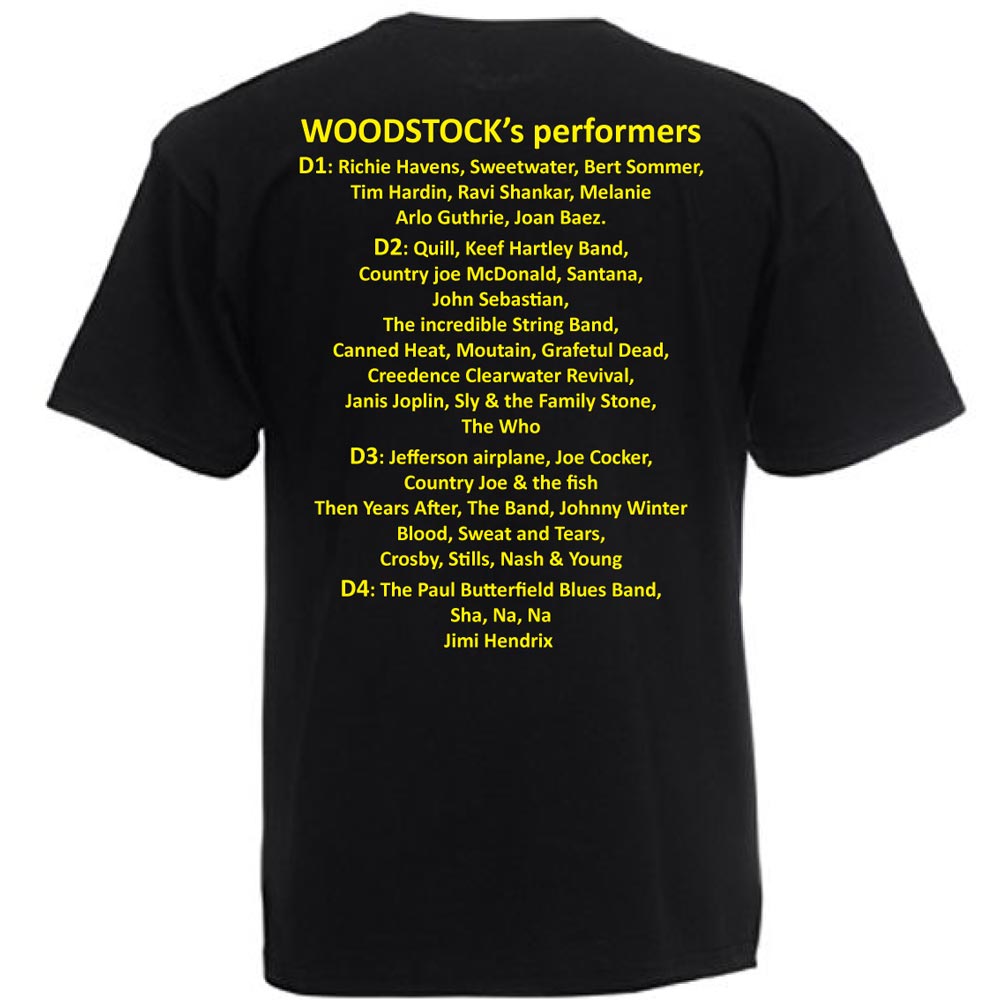 WOODSTOCK’s performers
D1: Richie Havens, Sweetwater, Bert Sommer,
Tim Hardin, Ravi Shankar, Melanie
Arlo Guthrie, Joan Baez.
D2: Quill, Keef Hartley Band,
Country joe McDonald, Santana,
John Sebastian,
The incredible String Band,
Canned Heat, Moutain, Grafetul Dead,
Creedence Clearwater Revival,
Janis Joplin, Sly & the Family Stone,
The Who
D3: Jefferson airplane, Joe Cocker,
Country Joe & the fish
Then Years After, The Band, Johnny Winter
Blood, Sweat and Tears,
Crosby, Stills, Nash & Young
D4: The Paul Butterfield Blues Band,
Sha, Na, Na
Jimi Hendrix